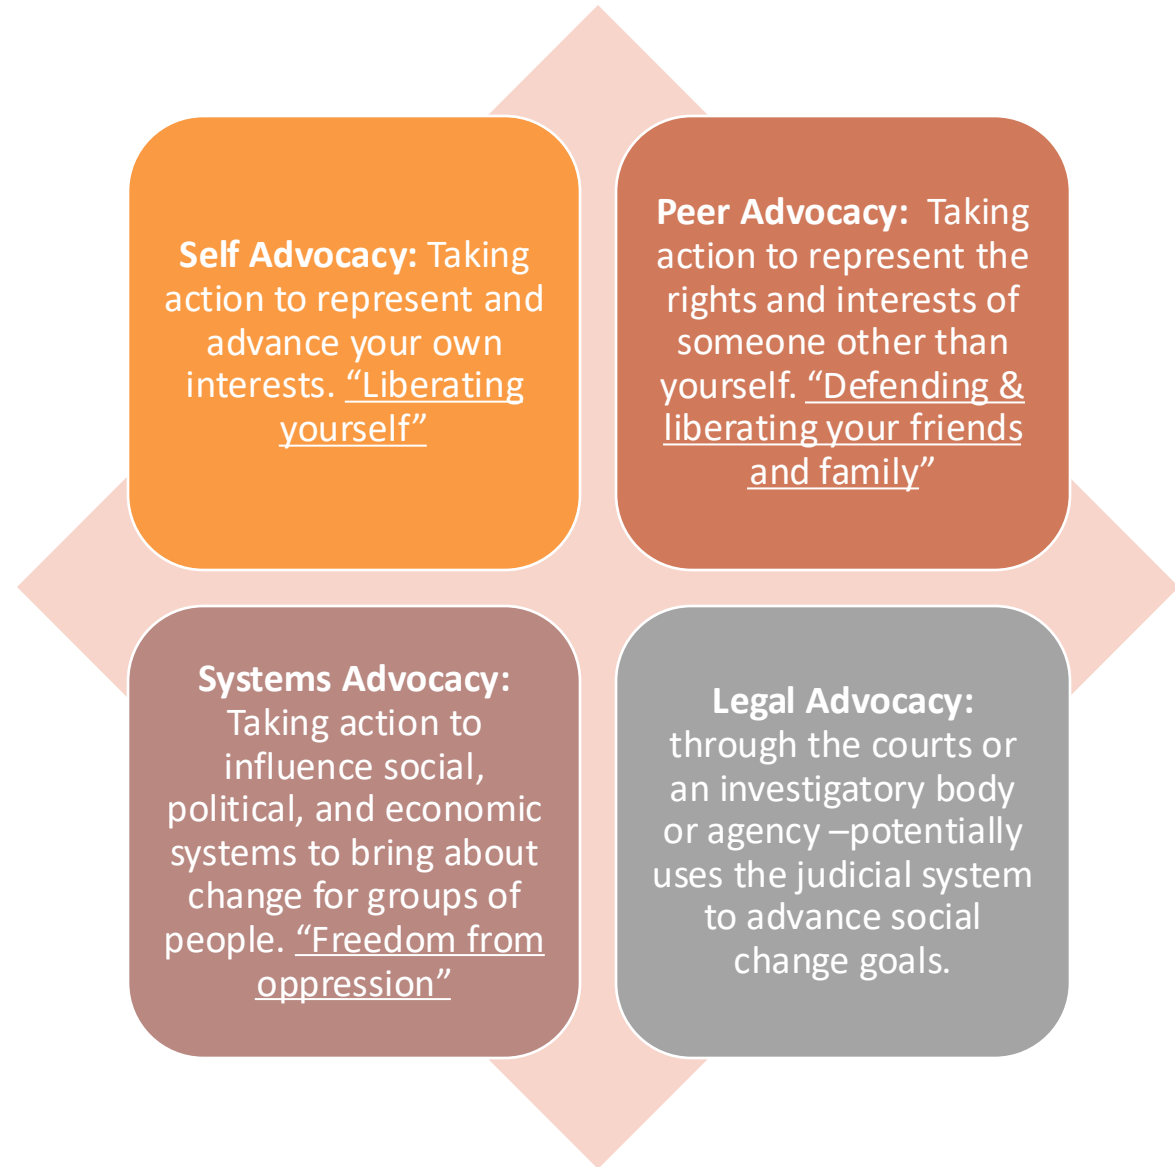 Self Advocacy: Taking
action to represent and
advance your own
interests. “Liberating
yourself”
Peer Advocacy:  Taking
action to represent the
rights and interests of
someone other than
yourself. “Defending &
liberating your friends
and family”
Systems Advocacy:
Taking action to
influence social,
political, and economic
systems to bring about
change for groups of
people. “Freedom from
oppression”
Legal Advocacy:
through the courts or
an investigatory body
or agency –potentially
uses the judicial system
to advance social
change goals.